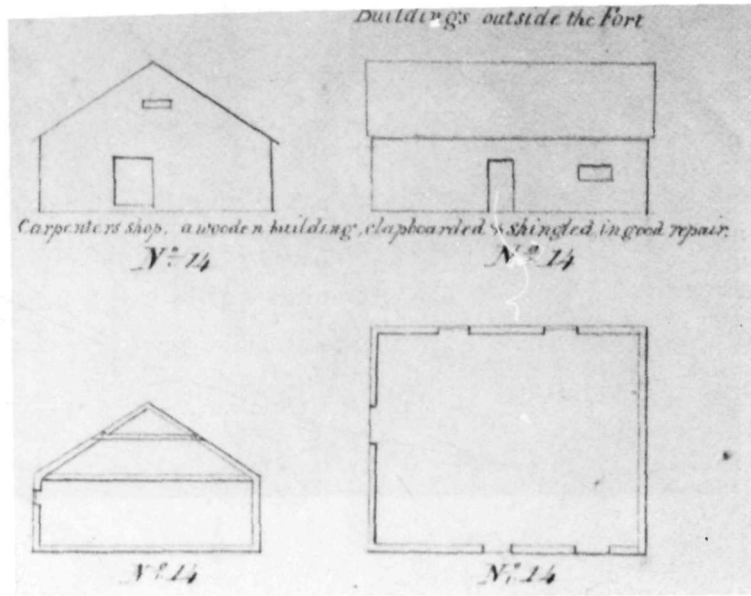 Buildings outside the Fort
Carpenters shop, a wooden building, clapboarded & shingled, in good repair.
Nº 14
Nº 14
Nº 14
Nº 14